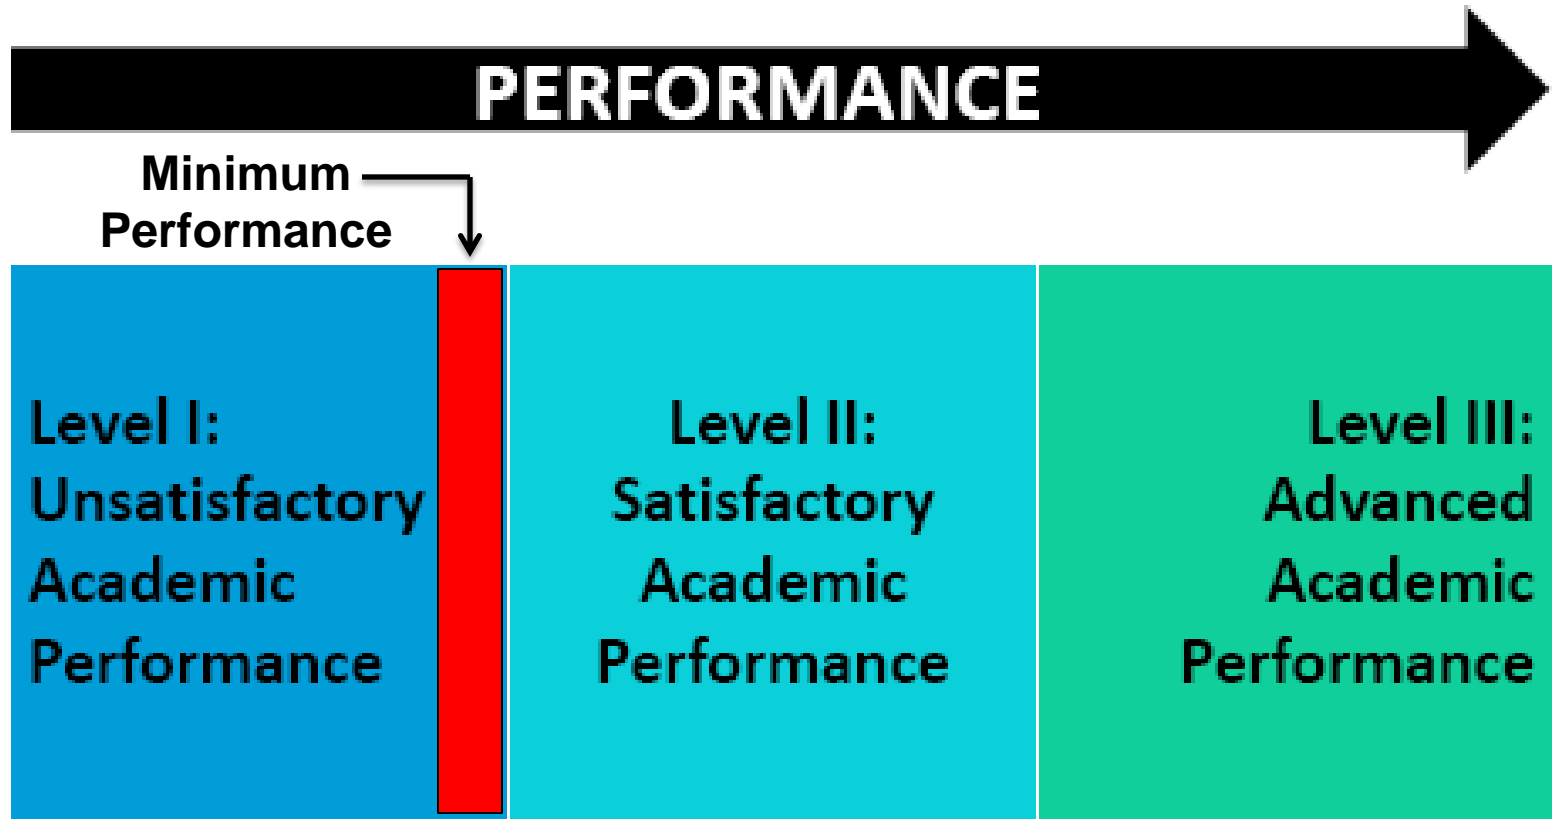 PERFORMANCE
Minimum
Performance
Level I:
Unsatisfactory
Academic
Performance
Level II:
Satisfactory
Academic
Performance
Level III:
Advanced
Academic
Performance